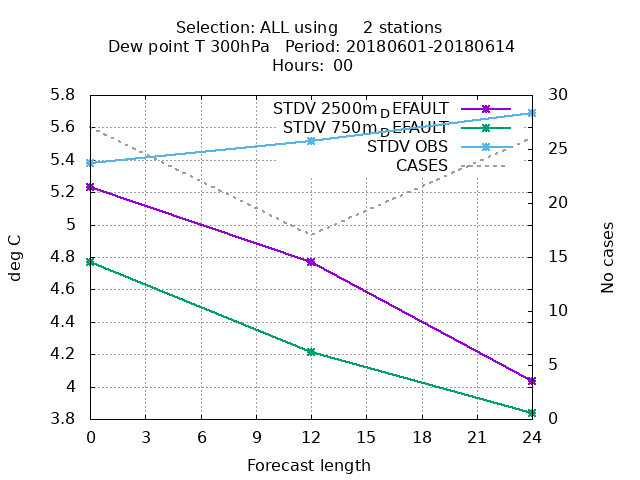 Selection: ALL using     2 stations
Dew point T 300hPa   Period: 20180601-20180614
Hours:  00
STDV 2500m_DEFAULT
STDV 750m_DEFAULT
STDV OBS
CASES
5.8
5.6
5.4
5.2
5
4.8
4.6
4.4
4.2
4
3.8
deg C
30
25
20
15
10
5
0
No cases
0 3 6 9 12 15 18 21 24
Forecast length